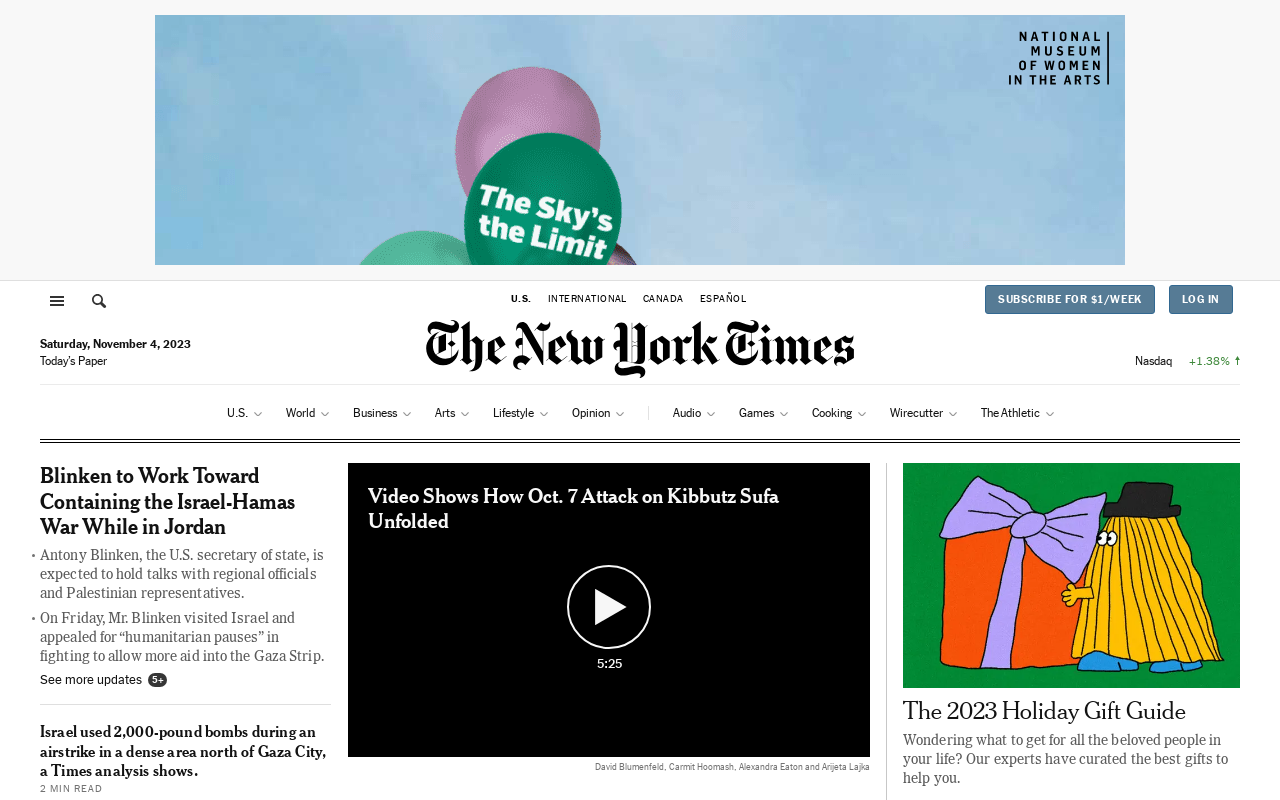 NATIONAL
MUSEUM
OF WOMEN
IN THE ARTS
The Sky's
the Limit
U.S. INTERNATIONAL CANADA ESPAÑOL
SUBSCRIBE FOR $1/WEEK LOG IN
The New York Times
Saturday, November 4, 2023
Today's Paper
Nasdaq +1.38%
U.S. World Business Arts Lifestyle Opinion Audio Games Cooking Wirecutter The Athletic
Blinken to Work Toward
Containing the Israel-Hamas
War While in Jordan
• Antony Blinken, the U.S. secretary of state, is
expected to hold talks with regional officials
and Palestinian representatives.
• On Friday, Mr. Blinken visited Israel and
appealed for “humanitarian pauses” in
fighting to allow more aid into the Gaza Strip.
See more updates 5+
Israel used 2,000-pound bombs during an
airstrike in a dense area north of Gaza City,
a Times analysis shows.
2 MIN READ
Video Shows How Oct. 7 Attack on Kibbutz Sufa
Unfolded
5:25
David Blumenfeld, Carmit Hoomash, Alexandra Eaton and Arijeta Lajka
The 2023 Holiday Gift Guide
Wondering what to get for all the beloved people in
your life? Our experts have curated the best gifts to
help you.